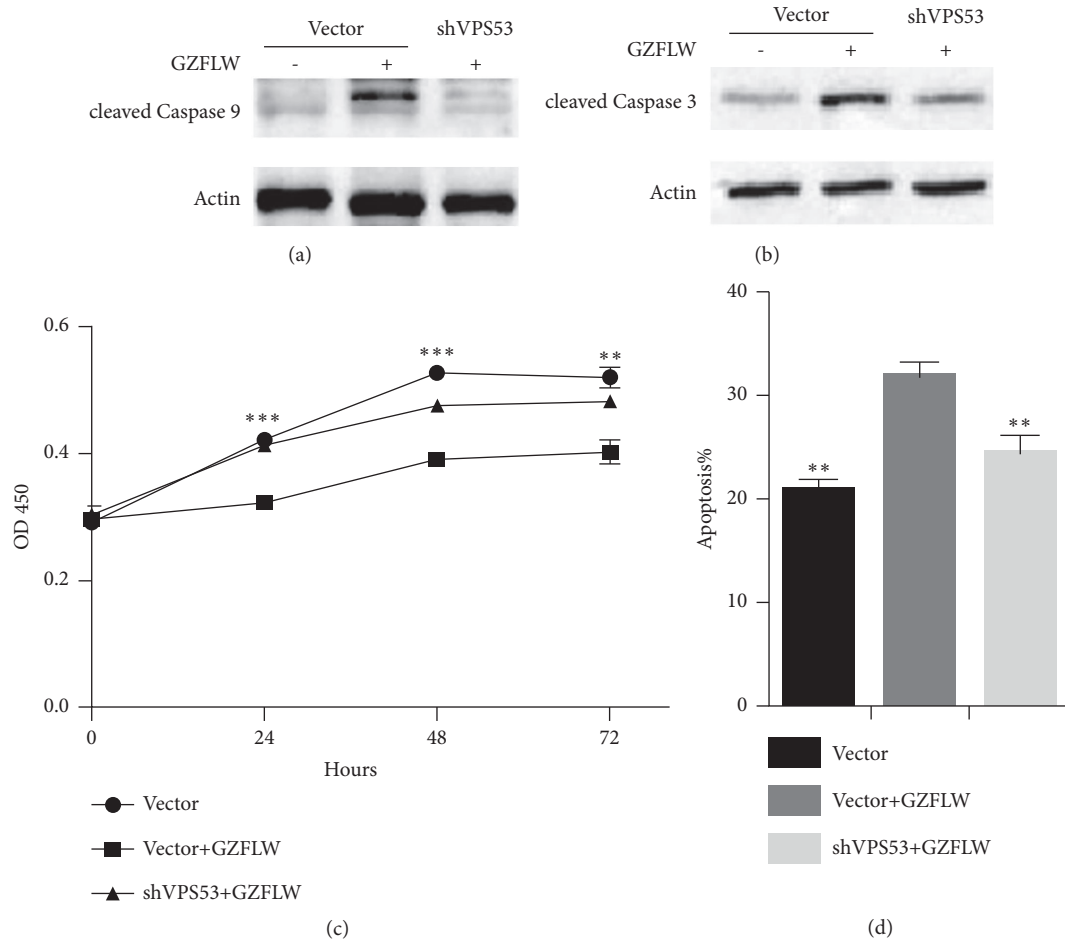 Vector shVPS53
GZFLW - + +
cleaved Caspase 9
Actin
(a)
Vector shVPS53
GZFLW - + +
cleaved Caspase 3
Actin
(b)
0.6
0.4
0.2
0.0
OD 450
*** *** **
0 24 48 72
Hours
Vector
Vector+GZFLW
shVPS53+GZFLW
(c)
40
30
20
10
0
Apoptosis%
** **
Vector
Vector+GZFLW
shVPS53+GZFLW
(d)